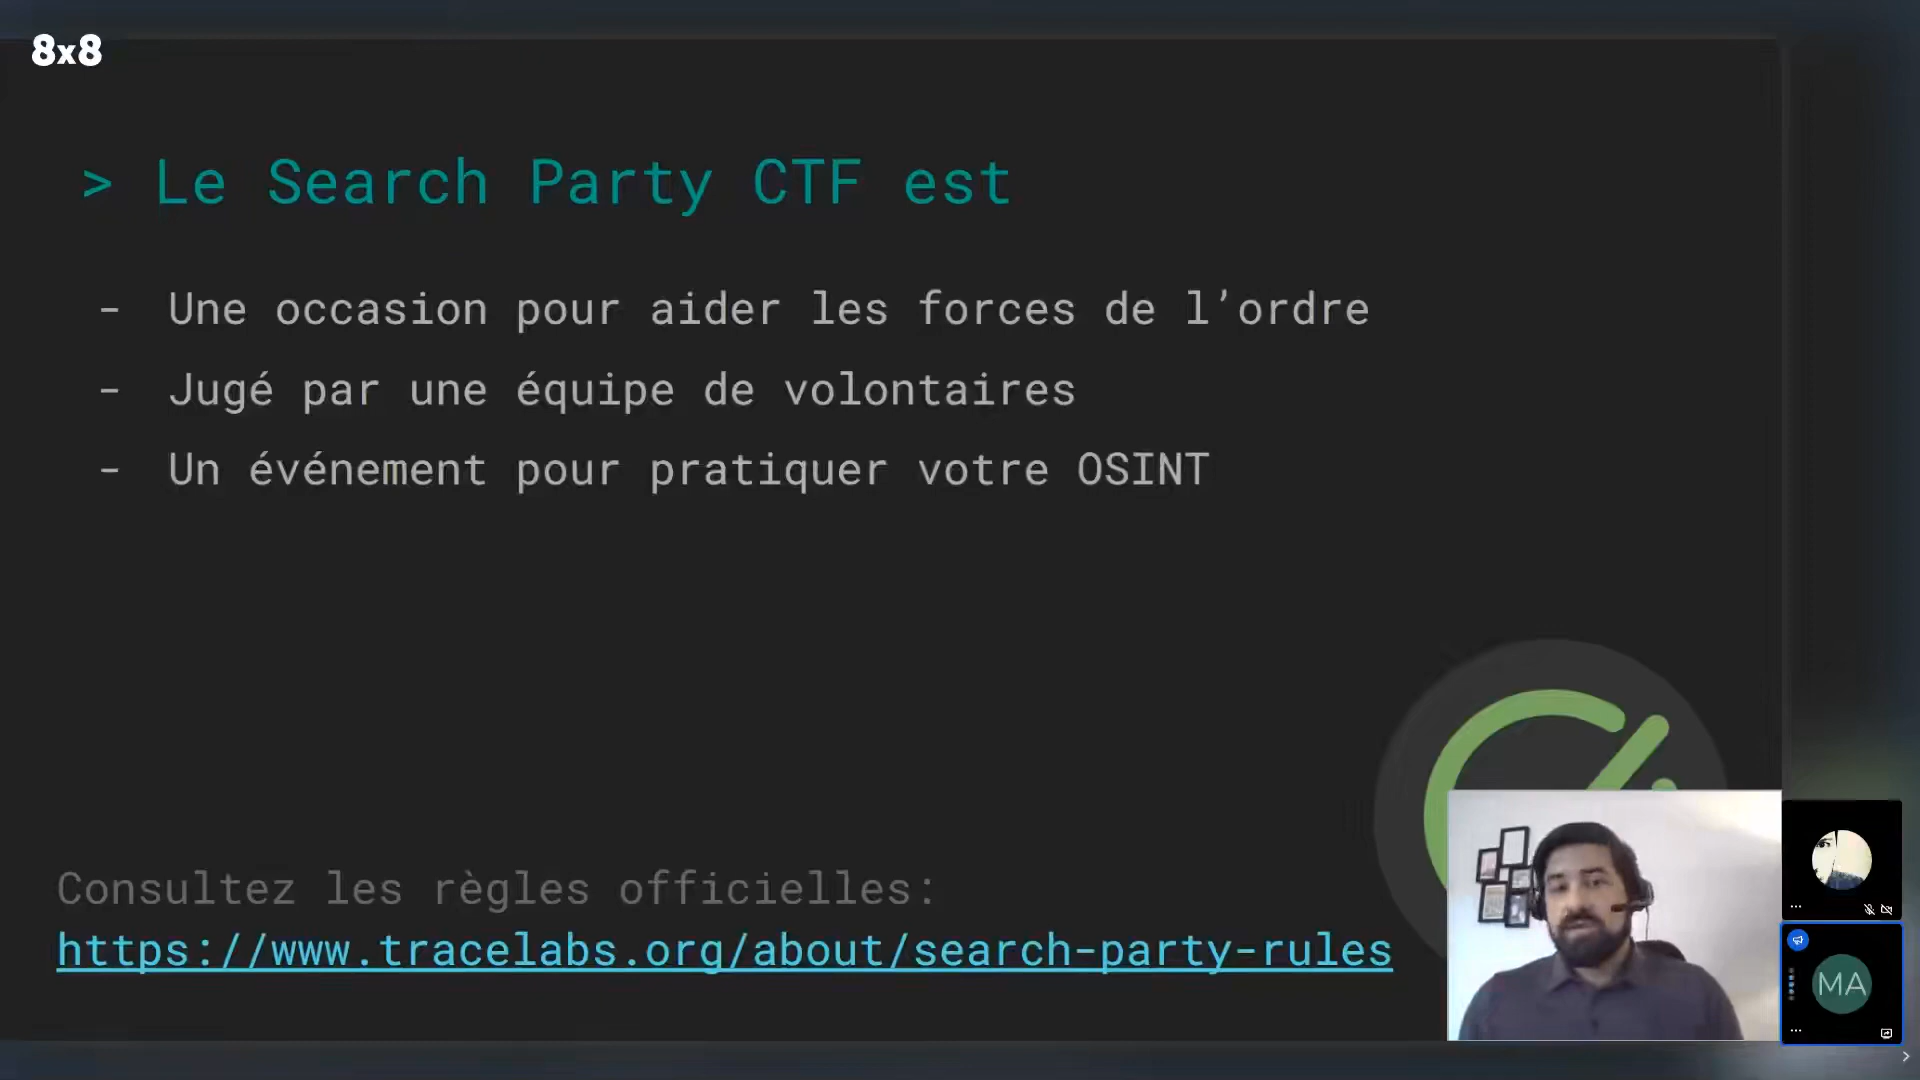 8x8
> Le Search Party CTF est
- Une occasion pour aider les forces de l’ordre
- Jugé par une équipe de volontaires
- Un événement pour pratiquer votre OSINT
Consultez les règles officielles:
https://www.tracelabs.org/about/search-party-rules
MA